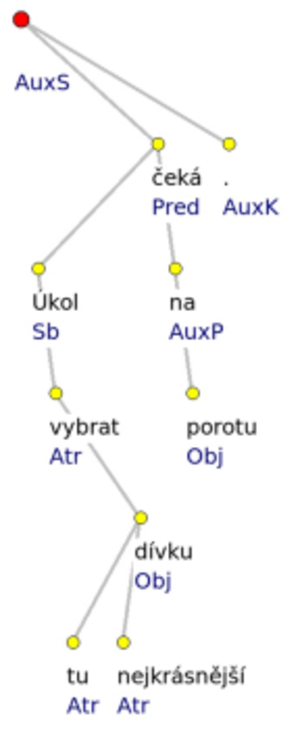 AuxS
čeká .
Pred AuxK
Úkol na
Sb AuxP
vybrat porotu
Atr Obj
dívku
Obj
tu nejkrásnější
Atr Atr